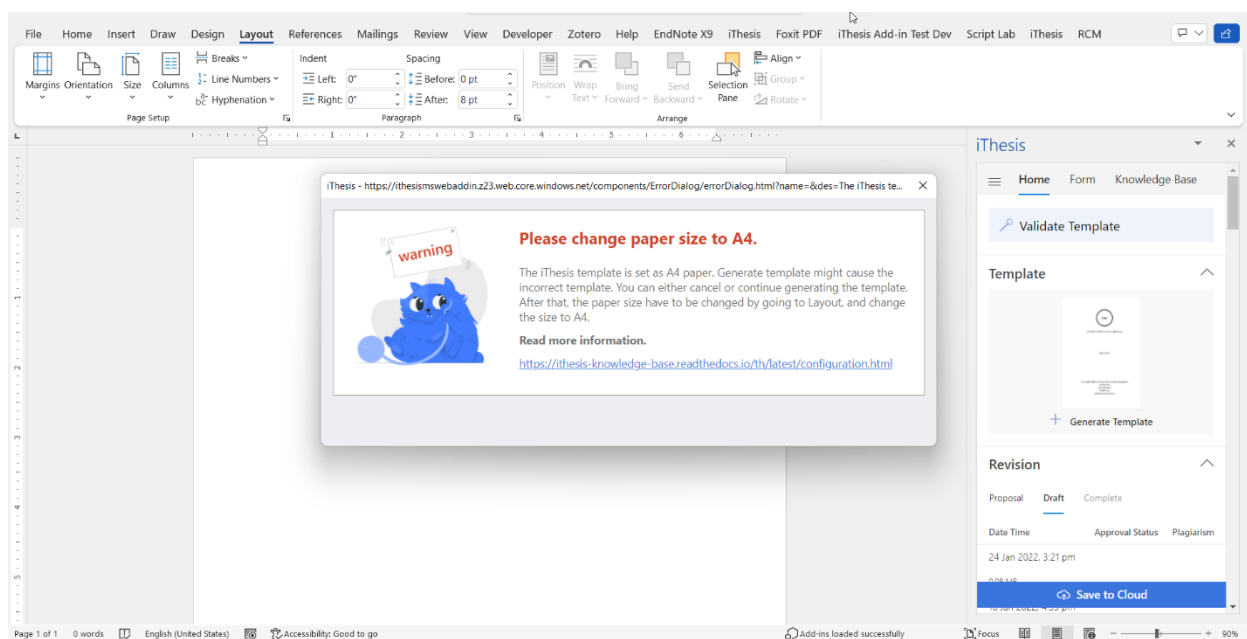 File Home Insert Draw Design Layout References Mailings Review View Developer Zotero Help EndNote X9 iThesis Foxit PDF iThesis Add-in Test Dev Script Lab iThesis RCM
Margins Orientation Size Columns
Breaks
Line Numbers
Hyphenation
Page Setup
Indent
Left: 0"
Right: 0"
Spacing
Before: 0 pt
After: 8 pt
Paragraph
Position Wrap Text Bring Forward Send Backward Selection Pane
Align
Group
Rotate
Arrange
iThesis - https://ithesismswebaddin.z23.web.core.windows.net/components/ErrorDialog/errorDialog.html?name=&des=The iThesis te...
warning
Please change paper size to A4.
The iThesis template is set as A4 paper. Generate template might cause the
incorrect template. You can either cancel or continue generating the template.
After that, the paper size have to be changed by going to Layout, and change
the size to A4.
Read more information.
https://ithesis-knowledge-base.readthedocs.io/th/latest/configuration.html
iThesis
Home Form Knowledge Base
Validate Template
Template
Generate Template
Revision
Proposal Draft Complete
Date Time Approval Status Plagiarism
24 Jan 2022, 3:21 pm
Save to Cloud
Page 1 of 1 0 words English (United States) Accessibility: Good to go Add-ins loaded successfully Focus 90%